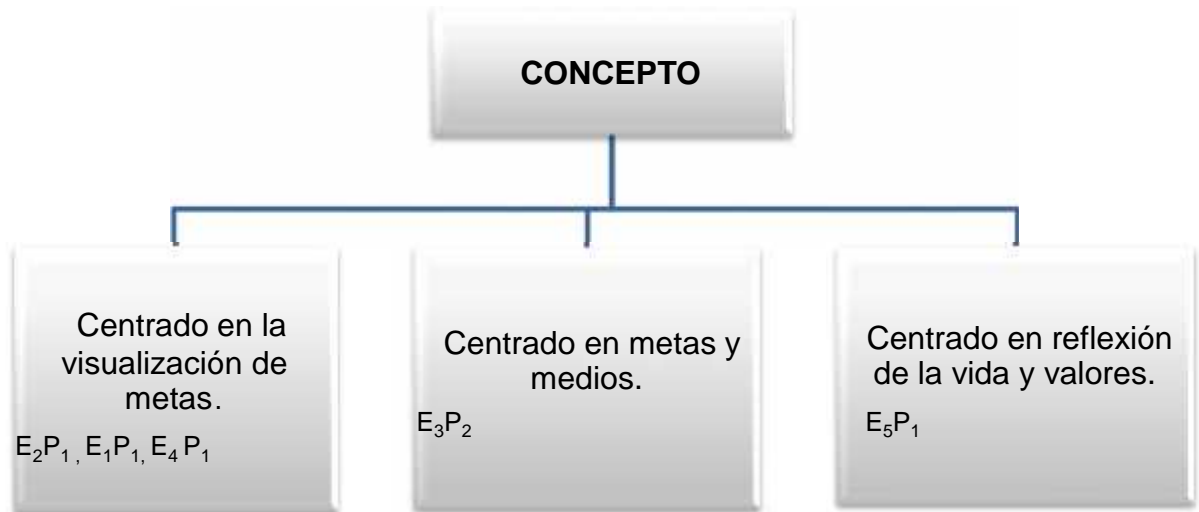 CONCEPTO
Centrado en la
visualización de
metas.
E₂P₁ , E₁P₁, E₄ P₁
Centrado en metas y
medios.
E₃P₂
Centrado en reflexión
de la vida y valores.
E₅P₁